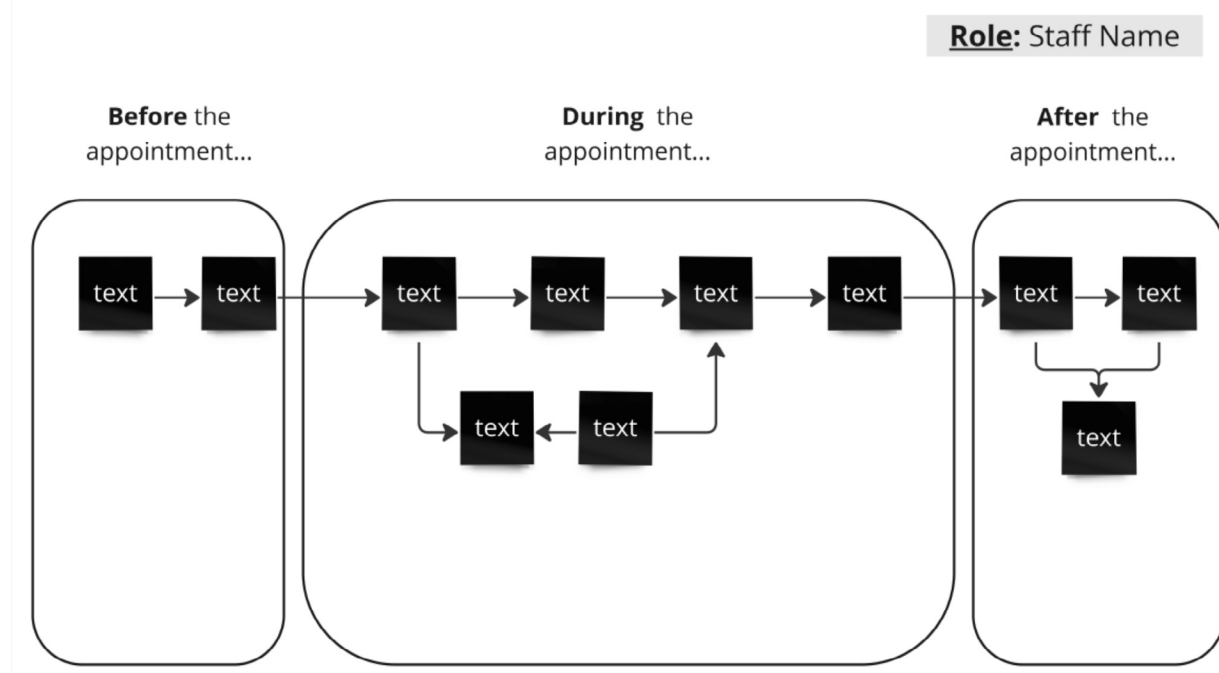 Role: Staff Name
Before the
appointment...
During the
appointment...
After the
appointment...
text
text
text
text
text
text
text
text
text
text
text